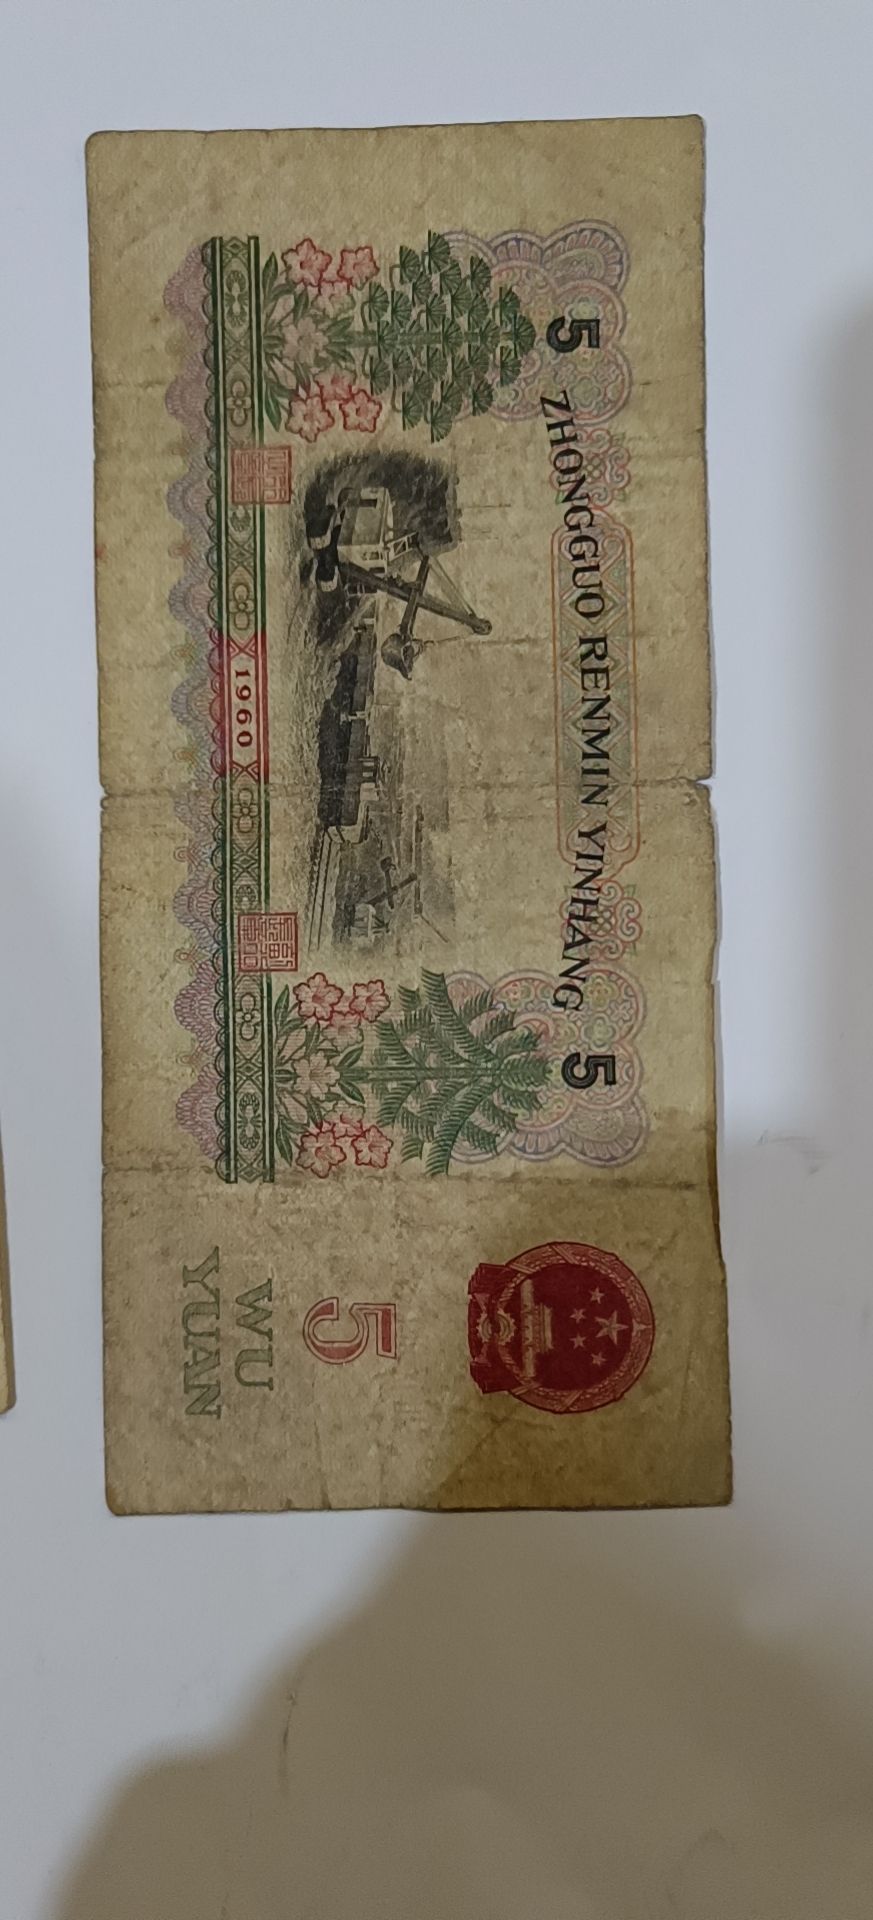 5 ZHONGGUO RENMIN YINHANG 5
1960
5
WU
YUAN